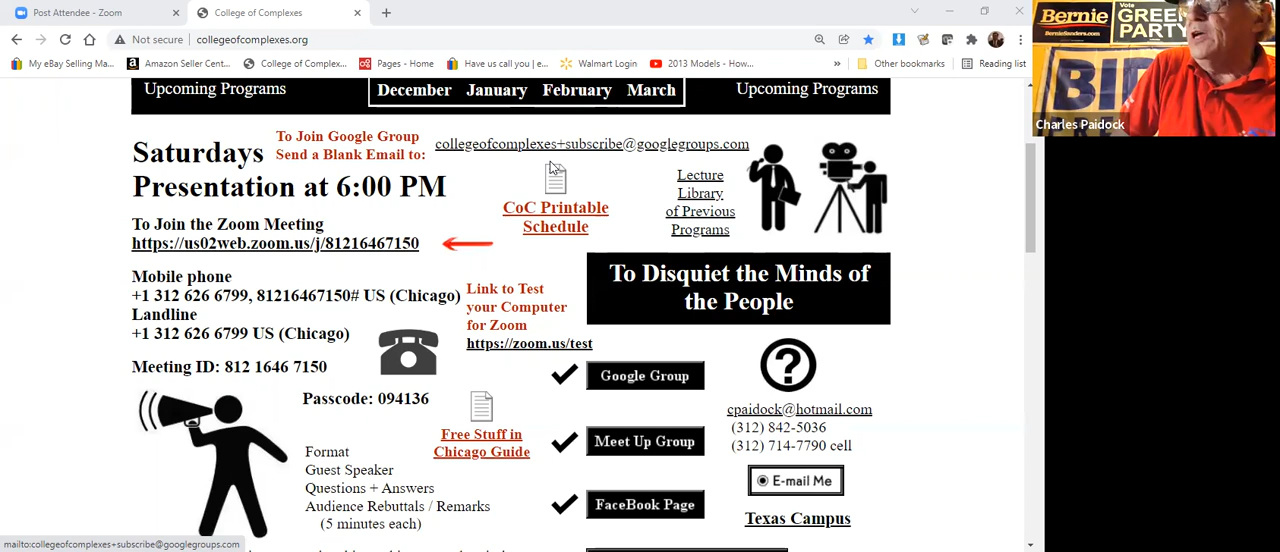 Post Attendee - Zoom
College of Complexes
Not secure
collegeofcomplexes.org
My eBay Selling Ma...
Amazon Seller Cent...
College of Complex...
Pages - Home
Have us call you | e...
Walmart Login
2013 Models - How...
Other bookmarks
Reading list
Bernie
BernieSanders.com
Vote
GREEN
PARTY
BID
Charles Paidock
Upcoming Programs
December January February March
Upcoming Programs
Saturdays
Presentation at 6:00 PM
To Join Google Group
Send a Blank Email to:
collegeofcomplexes+subscribe@googlegroups.com
CoC Printable
Schedule
Lecture
Library
of Previous
Programs
To Join the Zoom Meeting
https://us02web.zoom.us/j/81216467150
To Disquiet the Minds of
the People
Mobile phone
+1 312 626 6799, 81216467150# US (Chicago)
Landline
+1 312 626 6799 US (Chicago)
Link to Test
your Computer
for Zoom
https://zoom.us/test
Meeting ID: 812 1646 7150
Passcode: 094136
Google Group
Free Stuff in
Chicago Guide
Meet Up Group
cpaidock@hotmail.com
(312) 842-5036
(312) 714-7790 cell
E-mail Me
Format
Guest Speaker
Questions + Answers
Audience Rebuttals / Remarks
(5 minutes each)
FaceBook Page
Texas Campus
mailto:collegeofcomplexes+subscribe@googlegroups.com